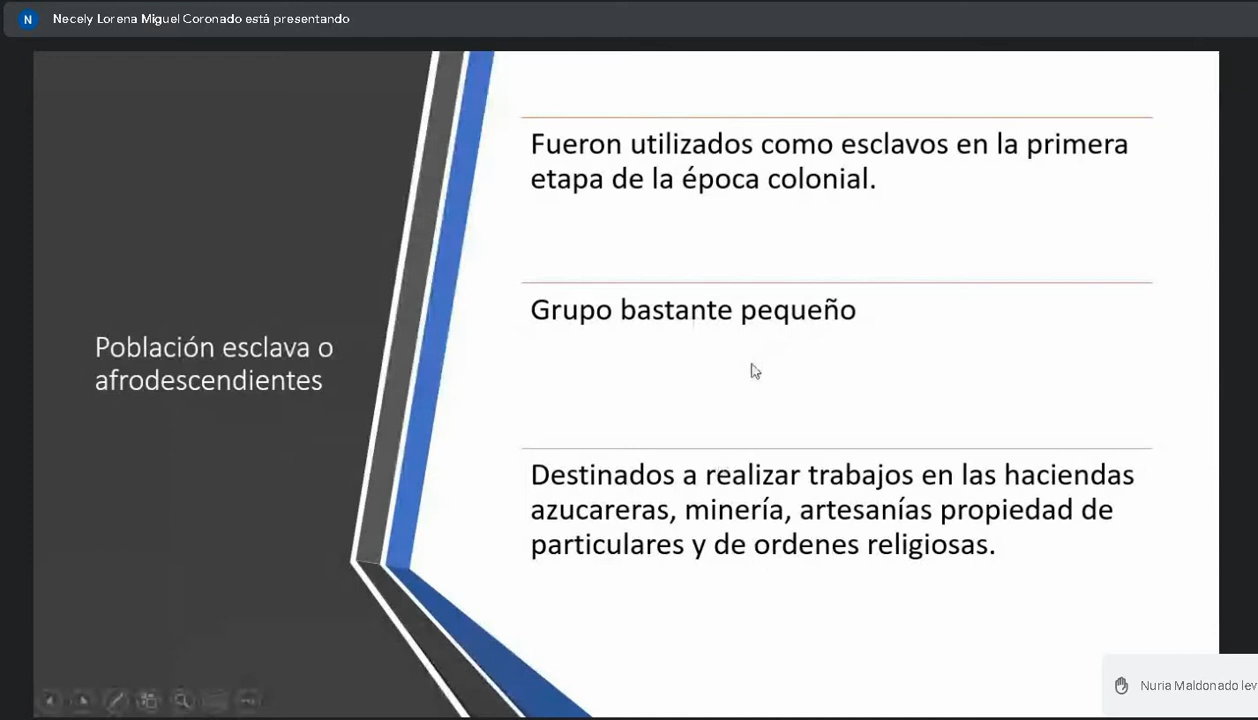 N
Necely Lorena Miguel Coronado está presentando
Población esclava o
afrodescendientes
Fueron utilizados como esclavos en la primera
etapa de la época colonial.
Grupo bastante pequeño
Destinados a realizar trabajos en las haciendas
azucareras, minería, artesanías propiedad de
particulares y de ordenes religiosas.
Nuria Maldonado lev